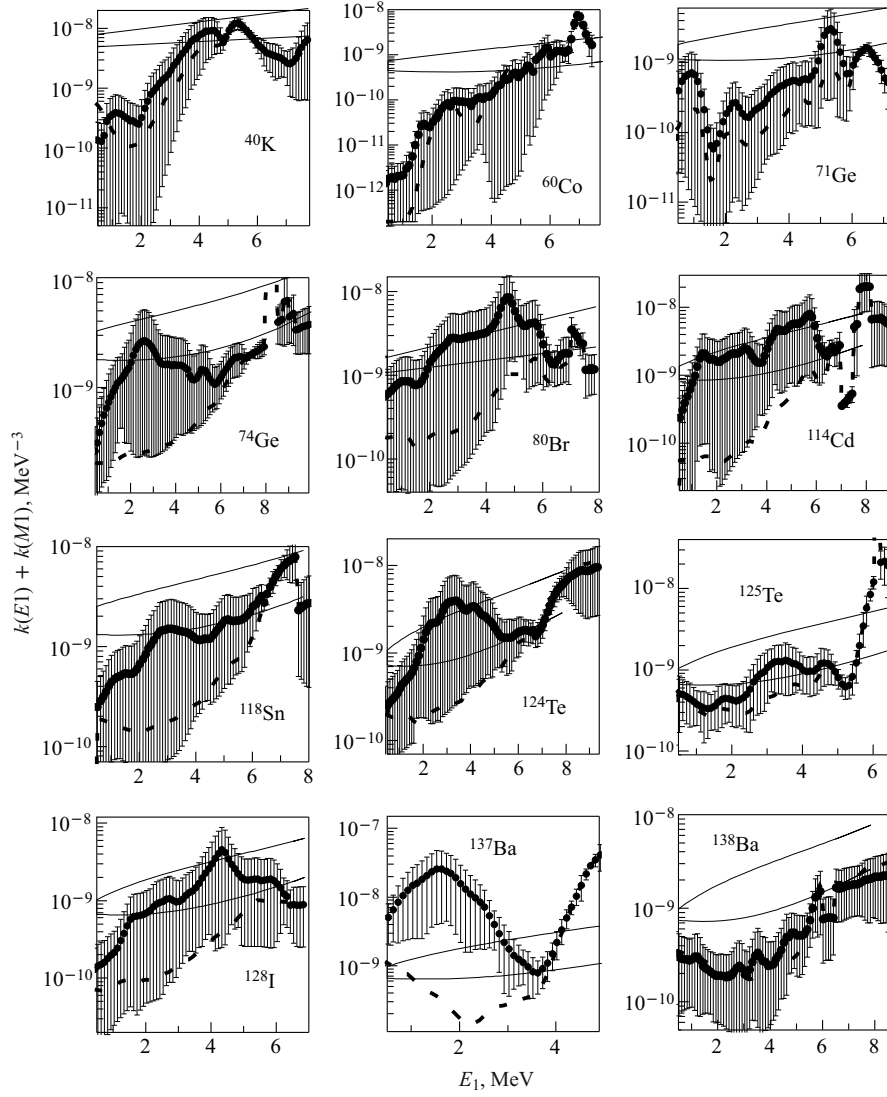 10⁻⁸
10⁻⁹
10⁻¹⁰
10⁻¹¹
⁴⁰K
2 4 6
10⁻⁸
10⁻⁹
10⁻¹⁰
10⁻¹¹
10⁻¹²
⁶⁰Co
2 4 6
10⁻⁹
10⁻¹⁰
10⁻¹¹
⁷¹Ge
2 4 6
10⁻⁸
10⁻⁹
⁷⁴Ge
2 4 6 8
10⁻⁸
10⁻⁹
10⁻¹⁰
⁸⁰Br
2 4 6 8
10⁻⁸
10⁻⁹
10⁻¹⁰
¹¹⁴Cd
2 4 6 8
k(E1) + k(M1), MeV⁻³
10⁻⁸
10⁻⁹
10⁻¹⁰
¹¹⁸Sn
2 4 6 8
10⁻⁸
10⁻⁹
10⁻¹⁰
¹²⁴Te
2 4 6 8
10⁻⁸
10⁻⁹
10⁻¹⁰
¹²⁵Te
0 2 4 6
10⁻⁸
10⁻⁹
10⁻¹⁰
¹²⁸I
2 4 6
10⁻⁷
10⁻⁸
10⁻⁹
¹³⁷Ba
2 4
10⁻⁸
10⁻⁹
10⁻¹⁰
¹³⁸Ba
2 4 6 8
E₁, MeV